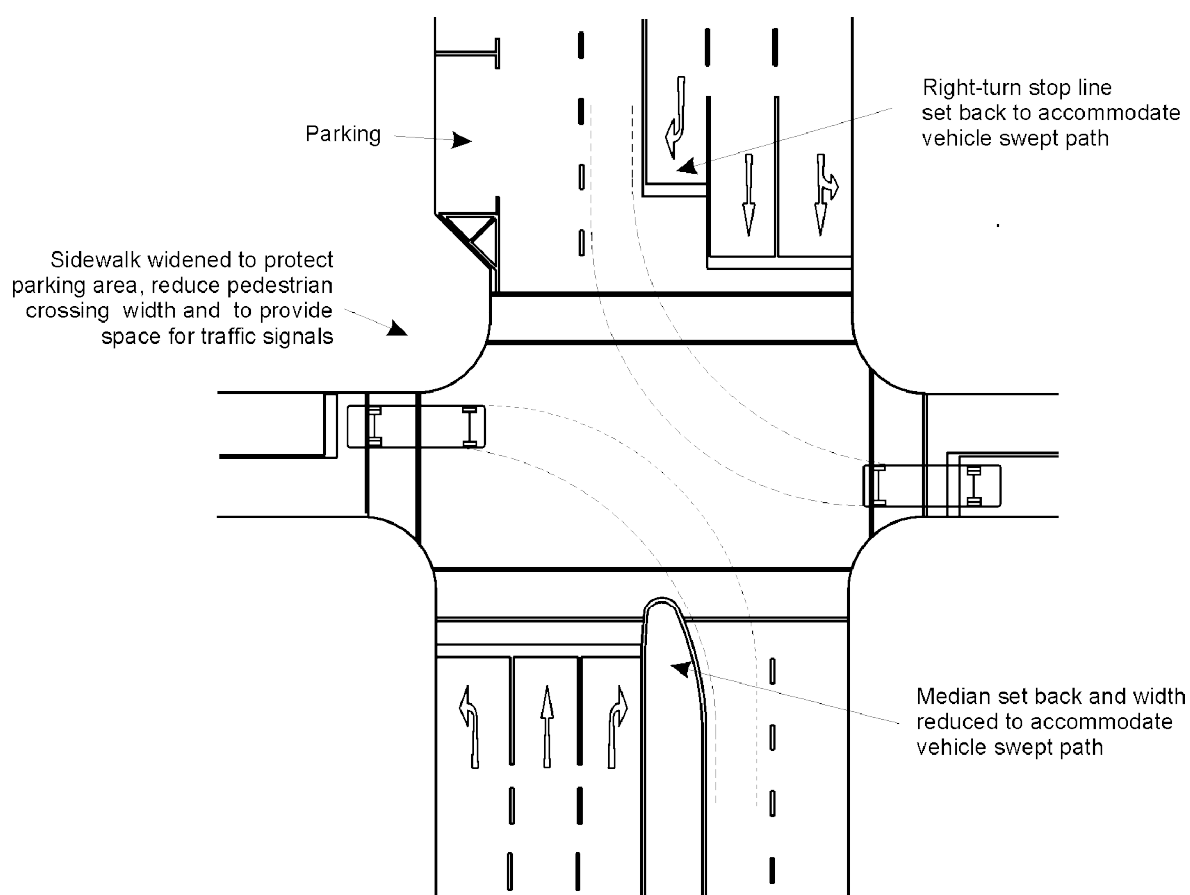 Right-turn stop line
set back to accommodate
vehicle swept path
Parking
Sidewalk widened to protect
parking area, reduce pedestrian
crossing width and to provide
space for traffic signals
Median set back and width
reduced to accommodate
vehicle swept path